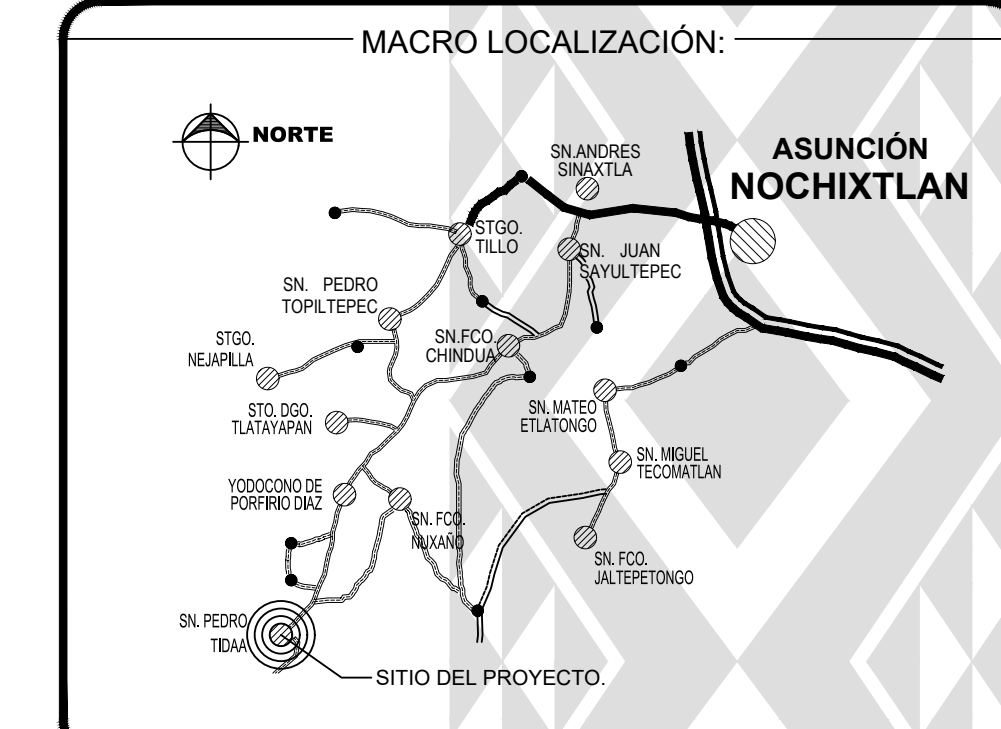 MACRO LOCALIZACIÓN:
NORTE
SN.ANDRES
SINAXTLA
ASUNCIÓN
NOCHIXTLAN
STGO.
TILLO
SN. JUAN
SAYULTEPEC
SN. PEDRO
TOPILTEPEC
STGO.
NEJAPILLA
SN.FCO.
CHINDUA
STO. DGO.
TLATAYAPAN
SN. MATEO
ETLATONGO
SN. MIGUEL
TECOMATLAN
YODOCONO DE
PORFIRIO DIAZ
SN. FCO.
NUXAÑO
SN. FCO.
JALTEPETONGO
SN. PEDRO
TIDAA
SITIO DEL PROYECTO.